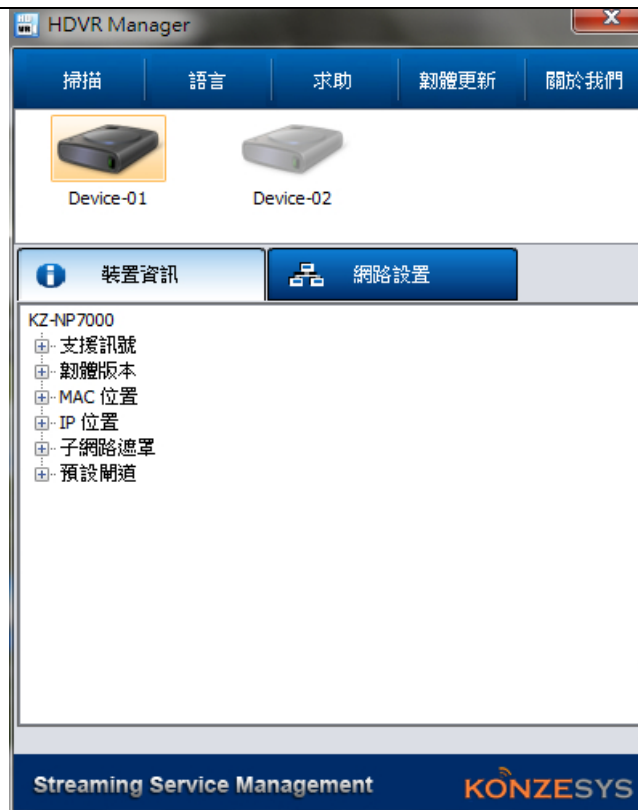 HD VR HDVR Manager
掃描 語言 求助 韌體更新 關於我們
Device-01 Device-02
裝置資訊 網路設置
KZ-NP7000
支援訊號
韌體版本
MAC 位置
IP 位置
子網路遮罩
預設閘道
Streaming Service Management KONZESYS